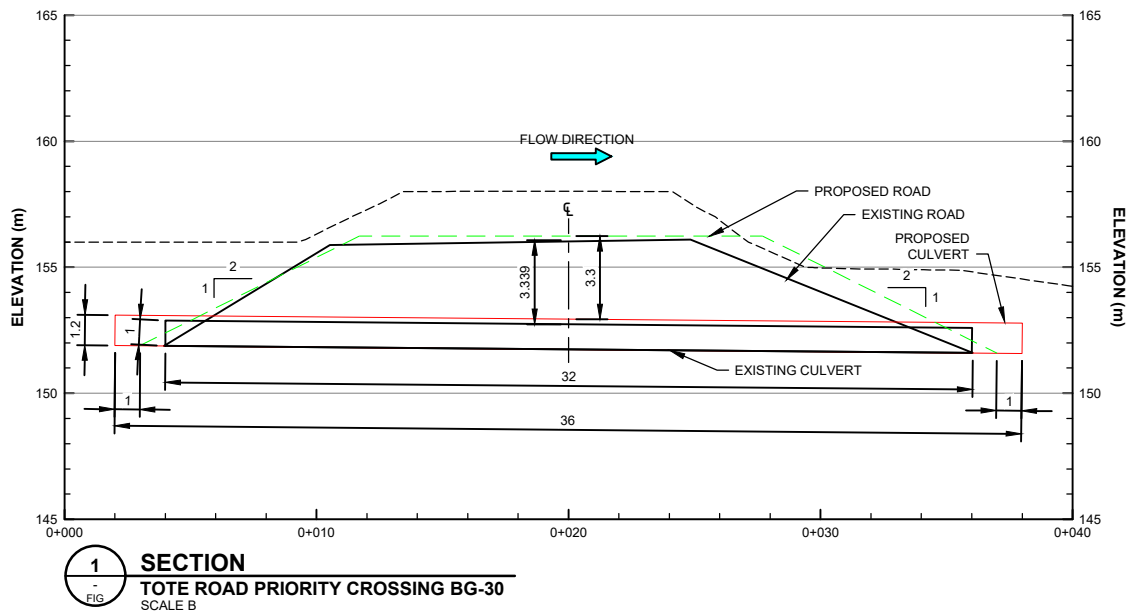 165
165
160
160
FLOW DIRECTION
℄
PROPOSED ROAD
EXISTING ROAD
PROPOSED
CULVERT
ELEVATION (m)
ELEVATION (m)
155
155
2
1
2
1
3.339
3.3
1.2
1
EXISTING CULVERT
32
150
150
1
1
36
145
145
0+000
0+010
0+020
0+030
0+040
1
-
FIG
SECTION
TOTE ROAD PRIORITY CROSSING BG-30
SCALE B